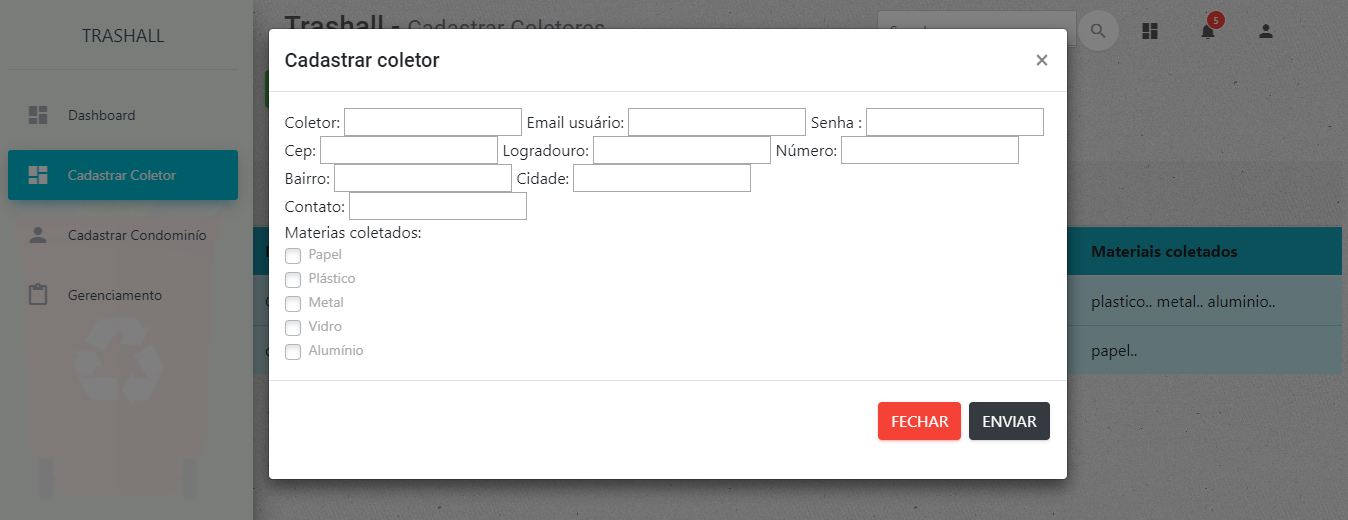 TRASHALL
Trashall - Cadastrar Coletores
5
Dashboard
Cadastrar Coletor
Cadastrar Condominío
Gerenciamento
Cadastrar coletor
×
Coletor: Email usuário: Senha :
Cep: Logradouro: Número:
Bairro: Cidade:
Contato:
Materias coletados:
Papel
Plástico
Metal
Vidro
Alumínio
FECHAR ENVIAR
Materiais coletados
plastico.. metal.. aluminio..
papel..